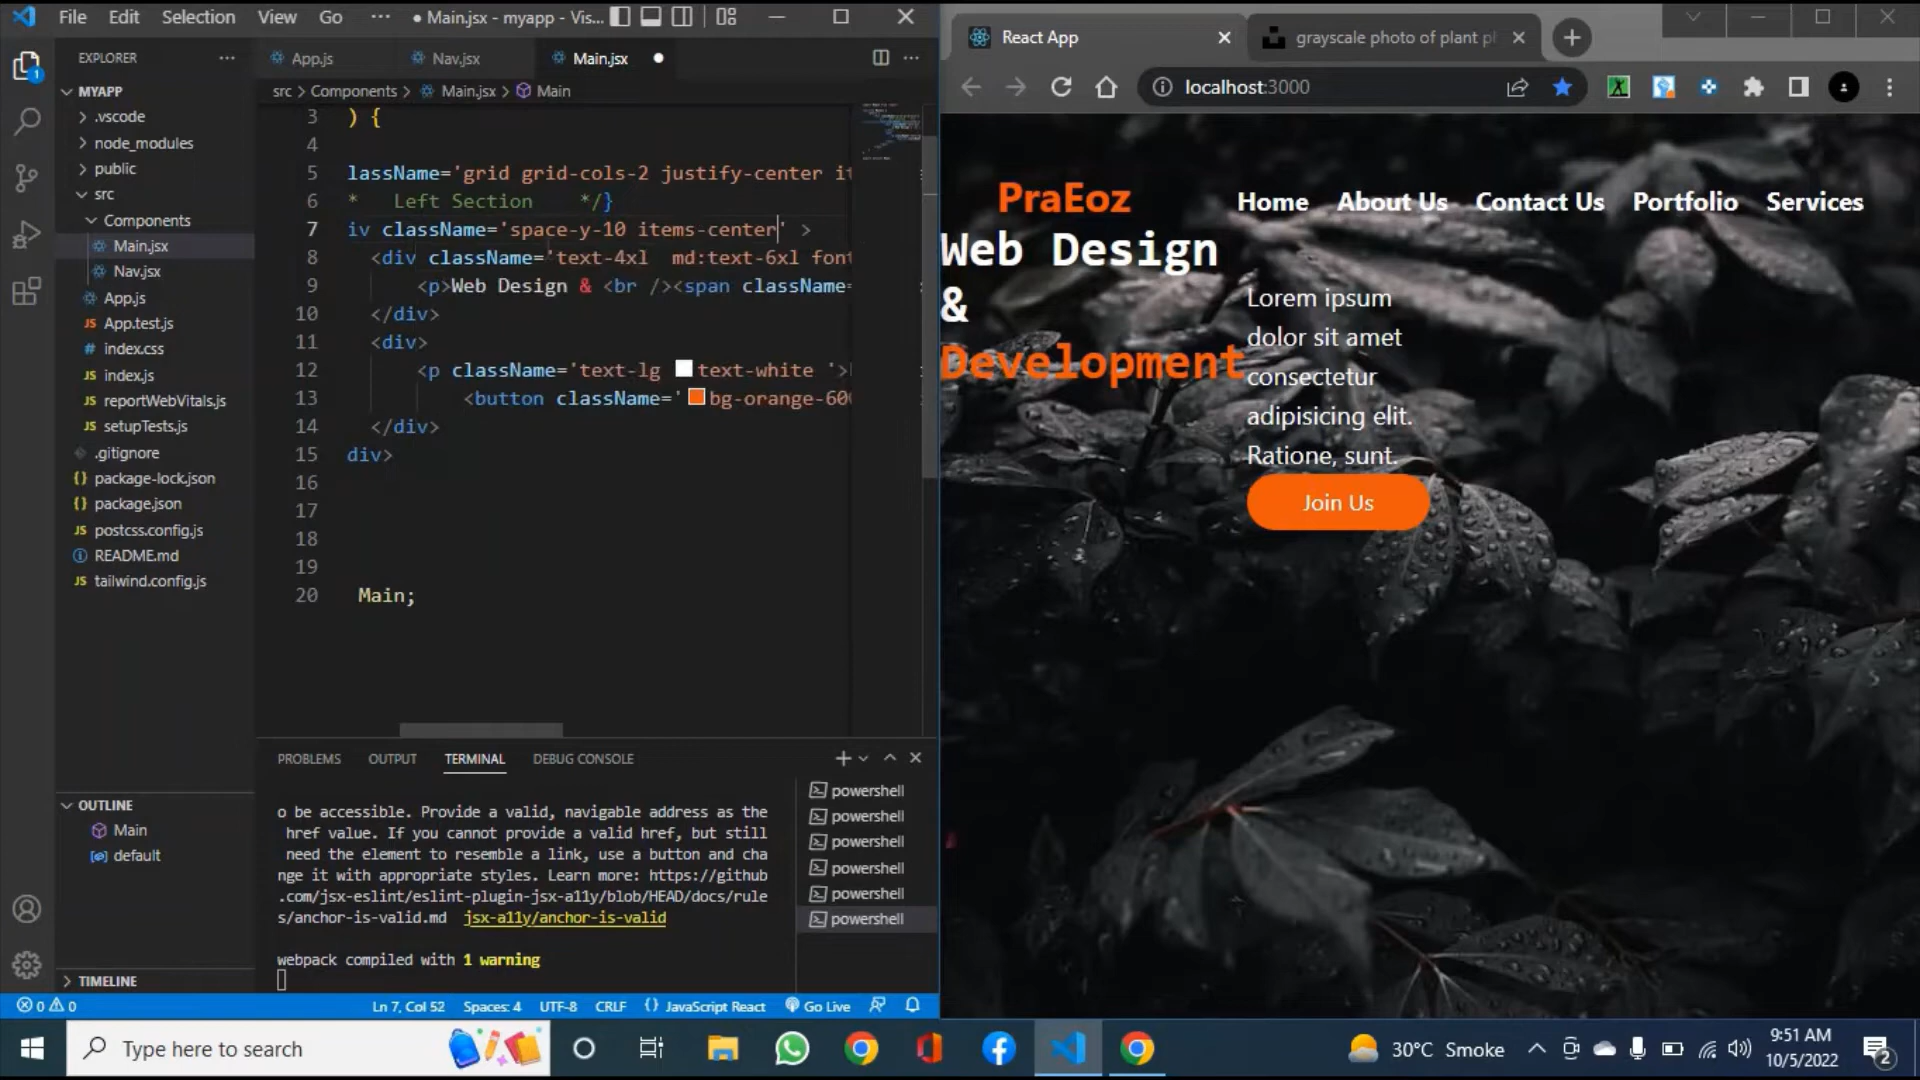 File Edit Selection View Go ··· ● Main.jsx - myapp - Vis...
EXPLORER ···
MYAPP
.vscode
node_modules
public
src
Components
Main.jsx
Nav.jsx
App.js
JS App.test.js
# index.css
JS index.js
JS reportWebVitals.js
JS setupTests.js
.gitignore
{} package-lock.json
{} package.json
JS postcss.config.js
README.md
JS tailwind.config.js
OUTLINE
Main
default
TIMELINE
1
App.js Nav.jsx Main.jsx ●
src > Components > Main.jsx > Main
3 ) {
4
5 lassName='grid grid-cols-2 justify-center it
6 * Left Section */}
7 iv className='space-y-10 items-center' >
8 <div className='text-4xl md:text-6xl font
9 <p>Web Design & <br /><span className=
10 </div>
11 <div>
12 <p className='text-lg text-white '>
13 <button className='bg-orange-600
14 </div>
15 div>
16
17
18
19
20 Main;
PROBLEMS OUTPUT TERMINAL DEBUG CONSOLE
o be accessible. Provide a valid, navigable address as the
href value. If you cannot provide a valid href, but still
need the element to resemble a link, use a button and cha
nge it with appropriate styles. Learn more: https://github
.com/jsx-eslint/eslint-plugin-jsx-a11y/blob/HEAD/docs/rule
s/anchor-is-valid.md jsx-a11y/anchor-is-valid
webpack compiled with 1 warning
powershell
powershell
powershell
powershell
powershell
powershell
0 0 Ln 7, Col 52 Spaces: 4 UTF-8 CRLF {} JavaScript React Go Live
React App grayscale photo of plant p
localhost:3000
PraEoz Home About Us Contact Us Portfolio Services
Web Design
&
Development
Lorem ipsum
dolor sit amet
consectetur
adipisicing elit.
Ratione, sunt.
Join Us
Type here to search
30°C Smoke
9:51 AM
10/5/2022
2